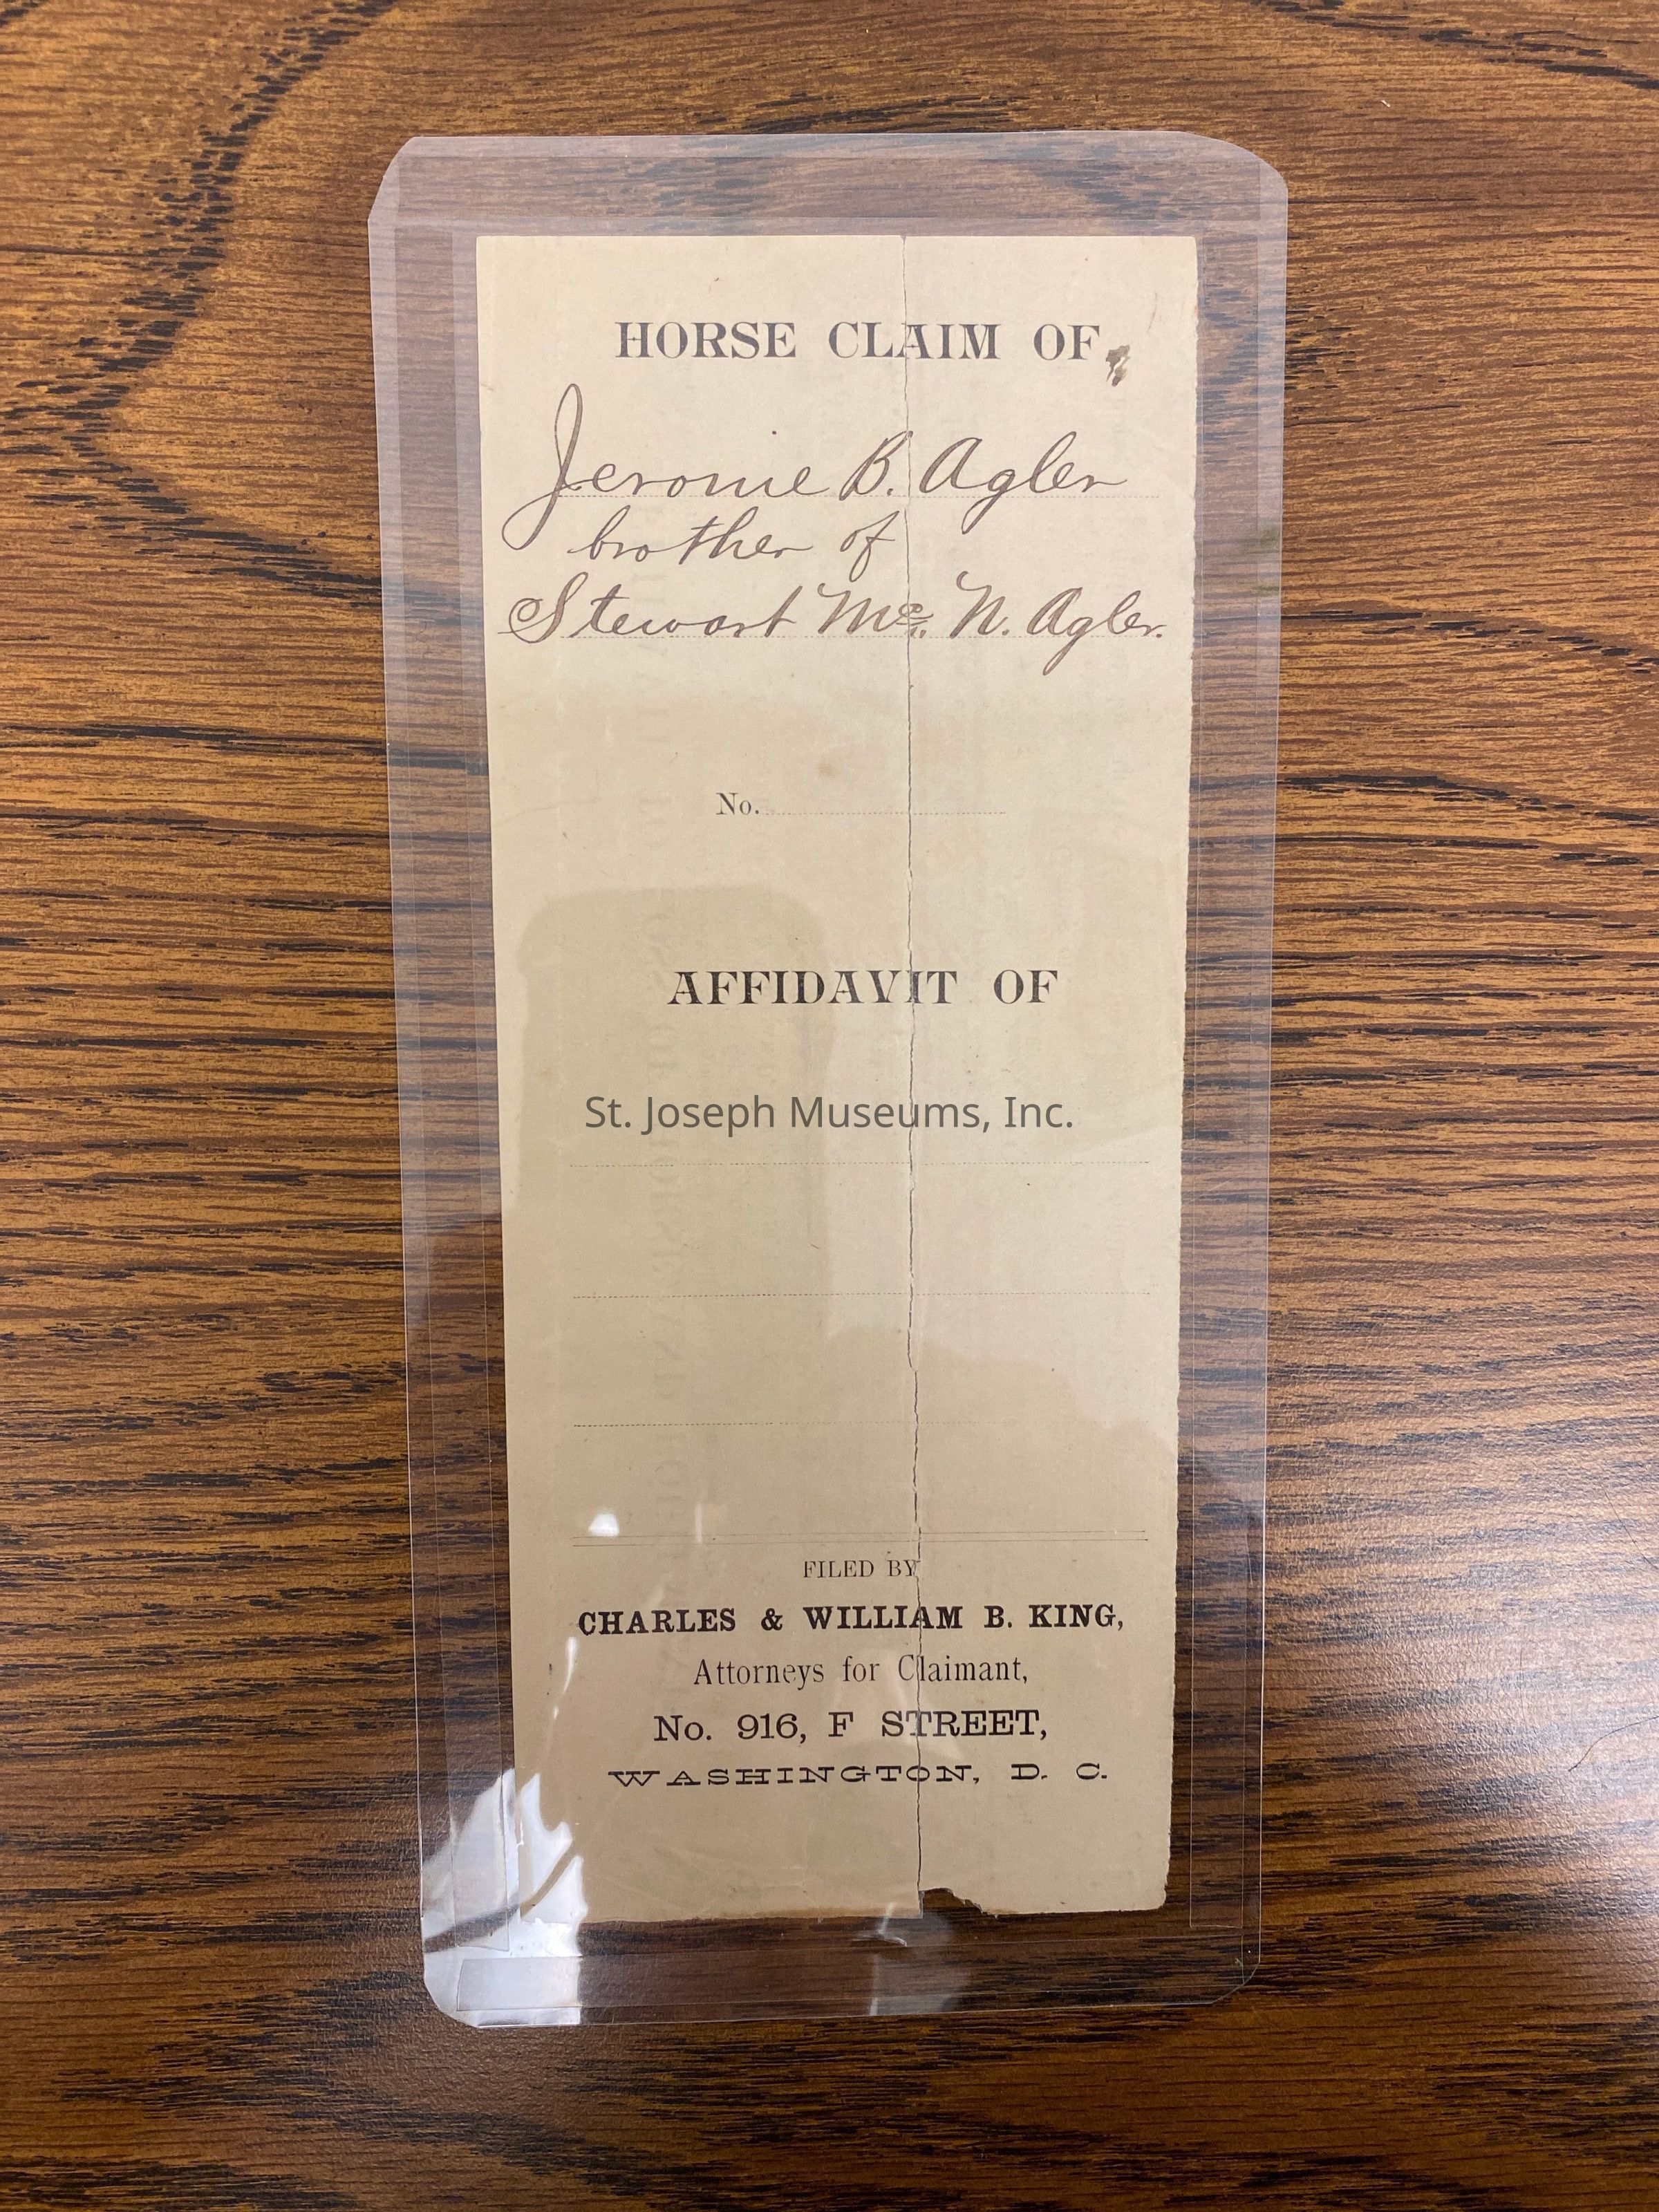 HORSE CLAIM OF
Jerome B. Agler
brother of
Stewart Mc. N. Agler.
No.
AFFIDAVIT OF
St. Joseph Museums, Inc.
FILED BY
CHARLES & WILLIAM B. KING,
Attorneys for Claimant,
No. 916, F STREET,
WASHINGTON, D. C.